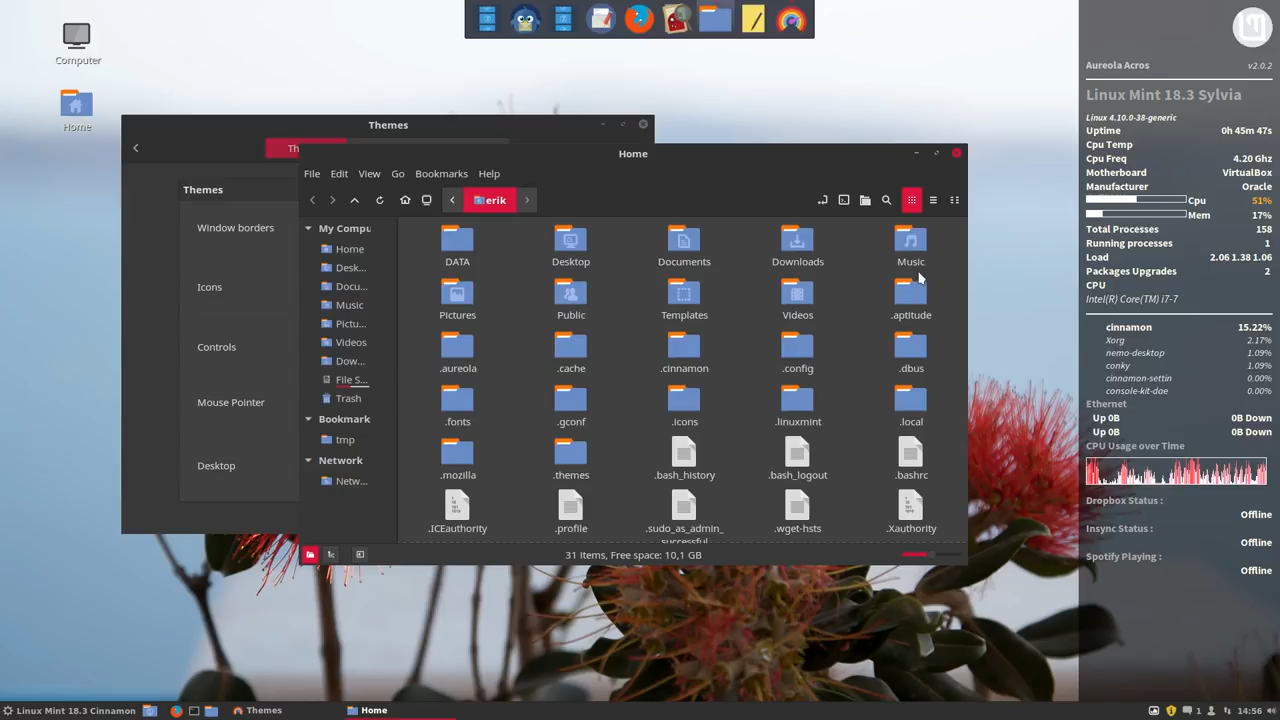 Computer
Home
Themes
Th
Themes
Window borders
Icons
Controls
Mouse Pointer
Desktop
Home
File Edit View Go Bookmarks Help
erik
My Compu
Home
Desk...
Docu...
Music
Pictu...
Videos
Dow...
File S...
Trash
Bookmark
tmp
Network
Netw...
DATA Desktop Documents Downloads Music
Pictures Public Templates Videos .aptitude
.aureola .cache .cinnamon .config .dbus
.fonts .gconf .icons .linuxmint .local
.mozilla .themes .bash_history .bash_logout .bashrc
.ICEauthority .profile .sudo_as_admin_ .wget-hsts .Xauthority
successful
31 Items, Free space: 10,1 GB
Aureola Acros v2.0.2
Linux Mint 18.3 Sylvia
Linux 4.10.0-38-generic
Uptime 0h 45m 47s
Cpu Temp
Cpu Freq 4.20 Ghz
Motherboard VirtualBox
Manufacturer Oracle
Cpu 51%
Mem 17%
Total Processes 158
Running processes 1
Load 2.06 1.38 1.06
Packages Upgrades 2
CPU
Intel(R) Core(TM) i7-7
cinnamon 15.22%
Xorg 2.17%
nemo-desktop 1.09%
conky 1.09%
cinnamon-settin 0.00%
console-kit-dae 0.00%
Ethernet
Up 0B 0B Down
Up 0B 0B Down
CPU Usage over Time
Dropbox Status :
Offline
Insync Status :
Offline
Spotify Playing :
Offline
Linux Mint 18.3 Cinnamon Themes Home 1 14:56